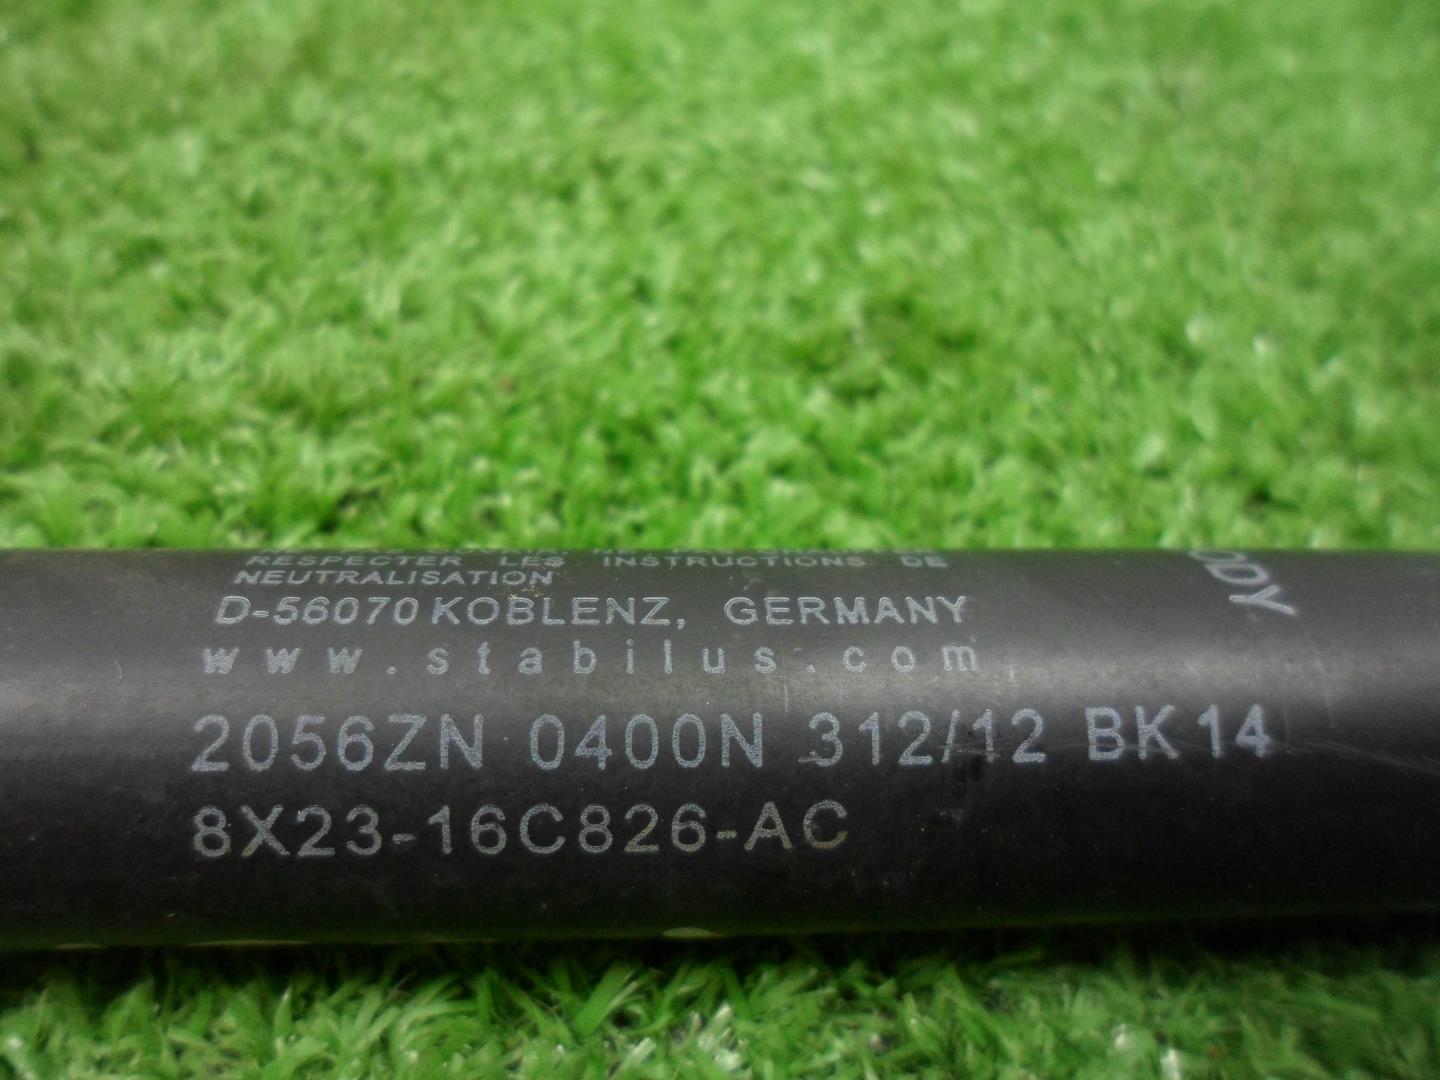 RESPECTER LES INSTRUCTIONS DE
NEUTRALISATION
D-56070 KOBLENZ, GERMANY
www.stabilus.com
2056ZN 0400N 312/12 BK14
8X23-16C826-AC